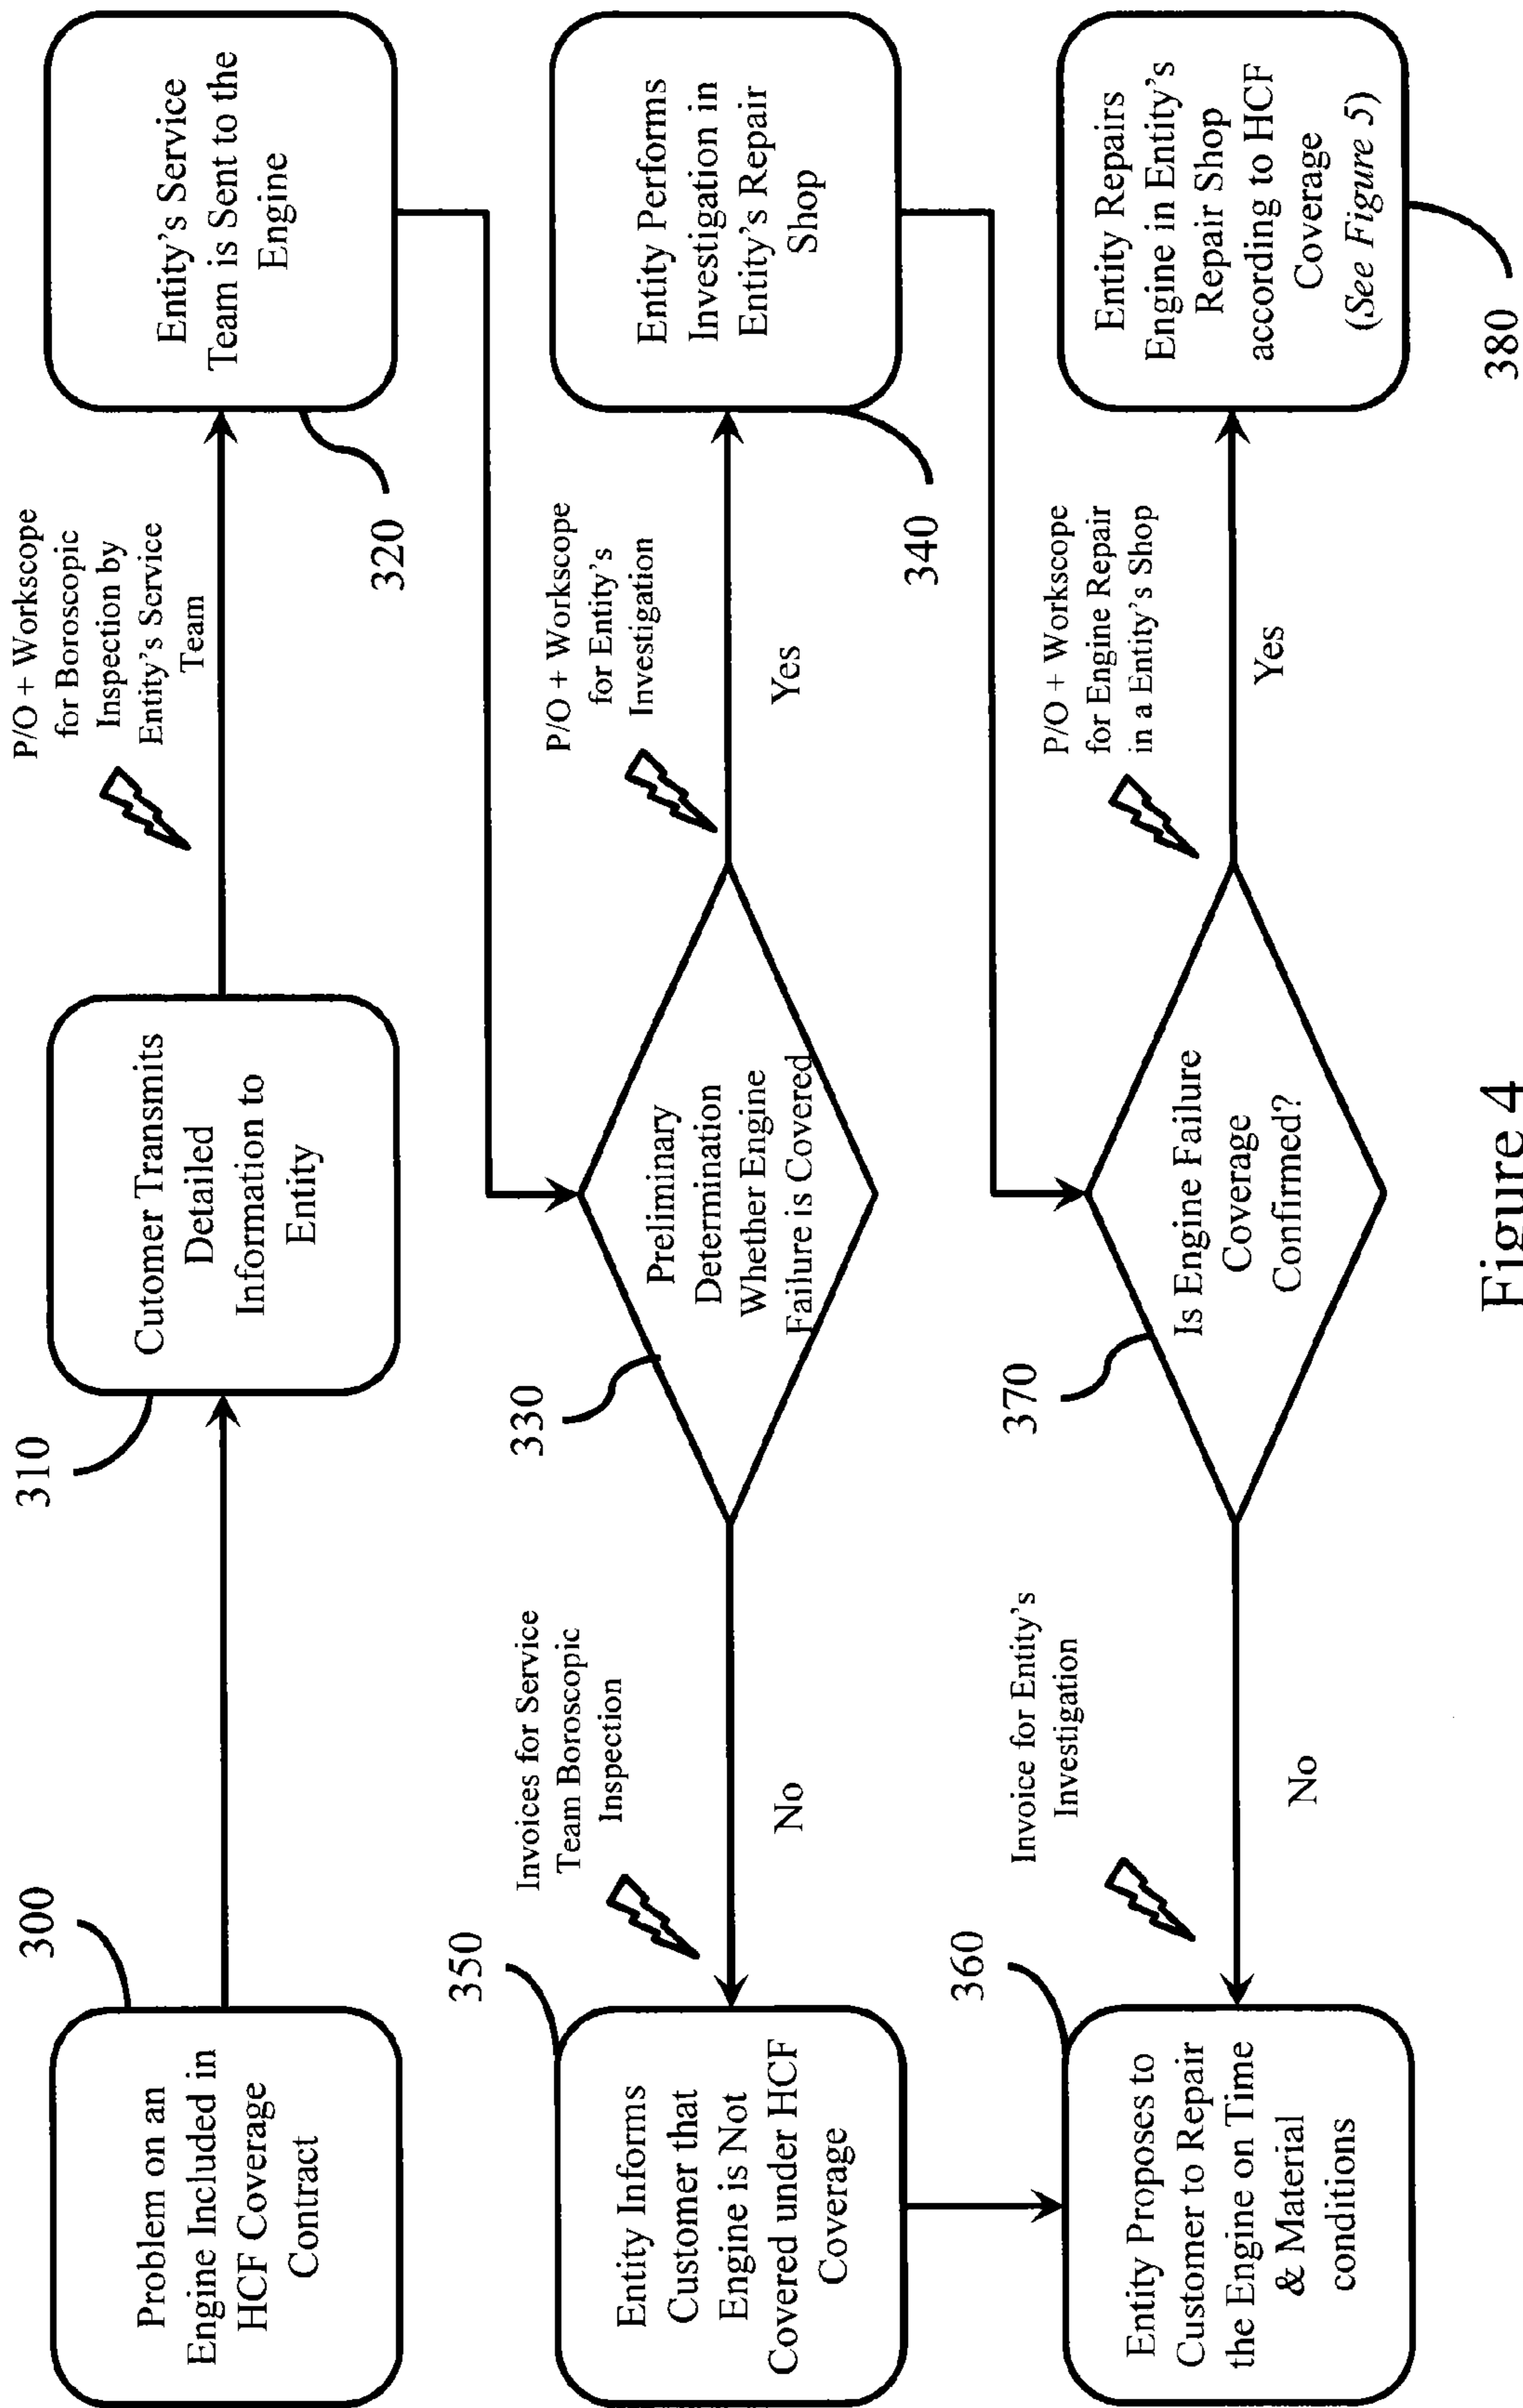 300
Problem on an
Engine Included in
HCF Coverage
Contract
310
Cutomer Transmits
Detailed
Information to
Entity
P/O + Workscope
for Boroscopic
Inspection by
Entity's Service
Team
Entity's Service
Team is Sent to the
Engine
320
350
Entity Informs
Customer that
Engine is Not
Covered under HCF
Coverage
Invoices for Service
Team Boroscopic
Inspection
No
330
Preliminary
Determination
Whether Engine
Failure is Covered
P/O + Workscope
for Entity's
Investigation
Yes
Entity Performs
Investigation in
Entity's Repair
Shop
340
360
Entity Proposes to
Customer to Repair
the Engine on Time
& Material
conditions
Invoice for Entity's
Investigation
No
370
Is Engine Failure
Coverage
Confirmed?
P/O + Workscope
for Engine Repair
in a Entity's Shop
Yes
Entity Repairs
Engine in Entity's
Repair Shop
according to HCF
Coverage
(See Figure 5)
380
Figure 4